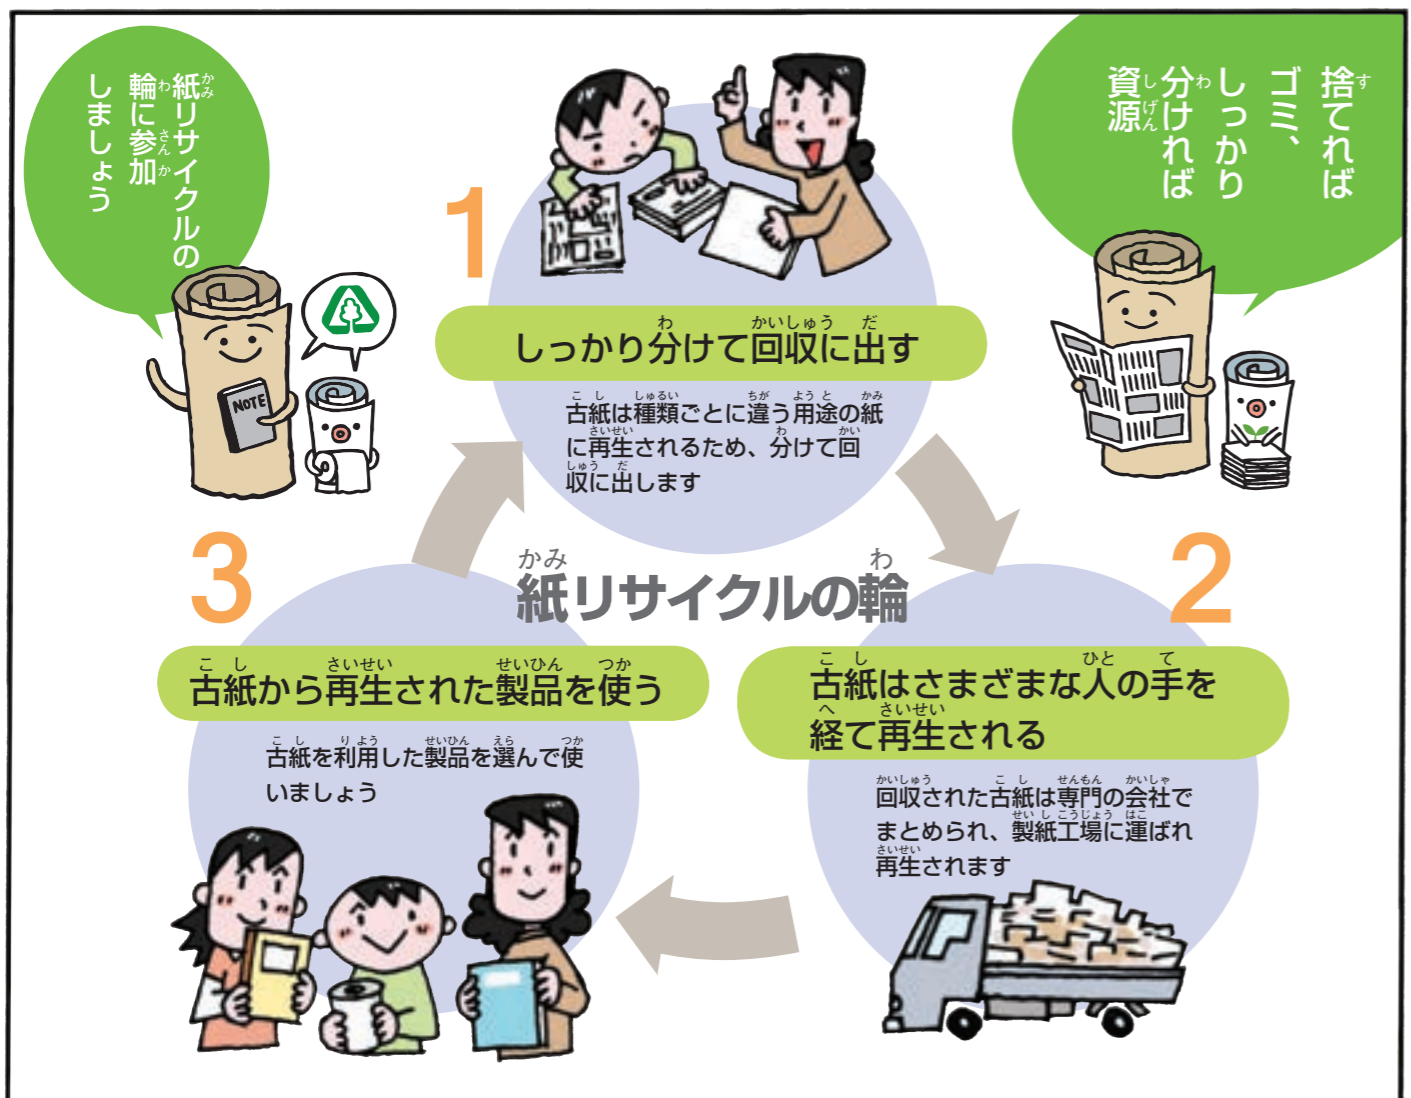 捨てれば
ゴミ、
しっかり
分ければ
資源
紙リサイクルの
輪に参加
しましょう
NOTE
1
しっかり分けて回収に出す
古紙は種類ごとに違う用途の紙
に再生されるため、分けて回
収に出します
紙リサイクルの輪
2
古紙はさまざまな人の手を
経て再生される
回収された古紙は専門の会社で
まとめられ、製紙工場に運ばれ
再生されます
3
古紙から再生された製品を使う
古紙を利用した製品を選んで使
いましょう